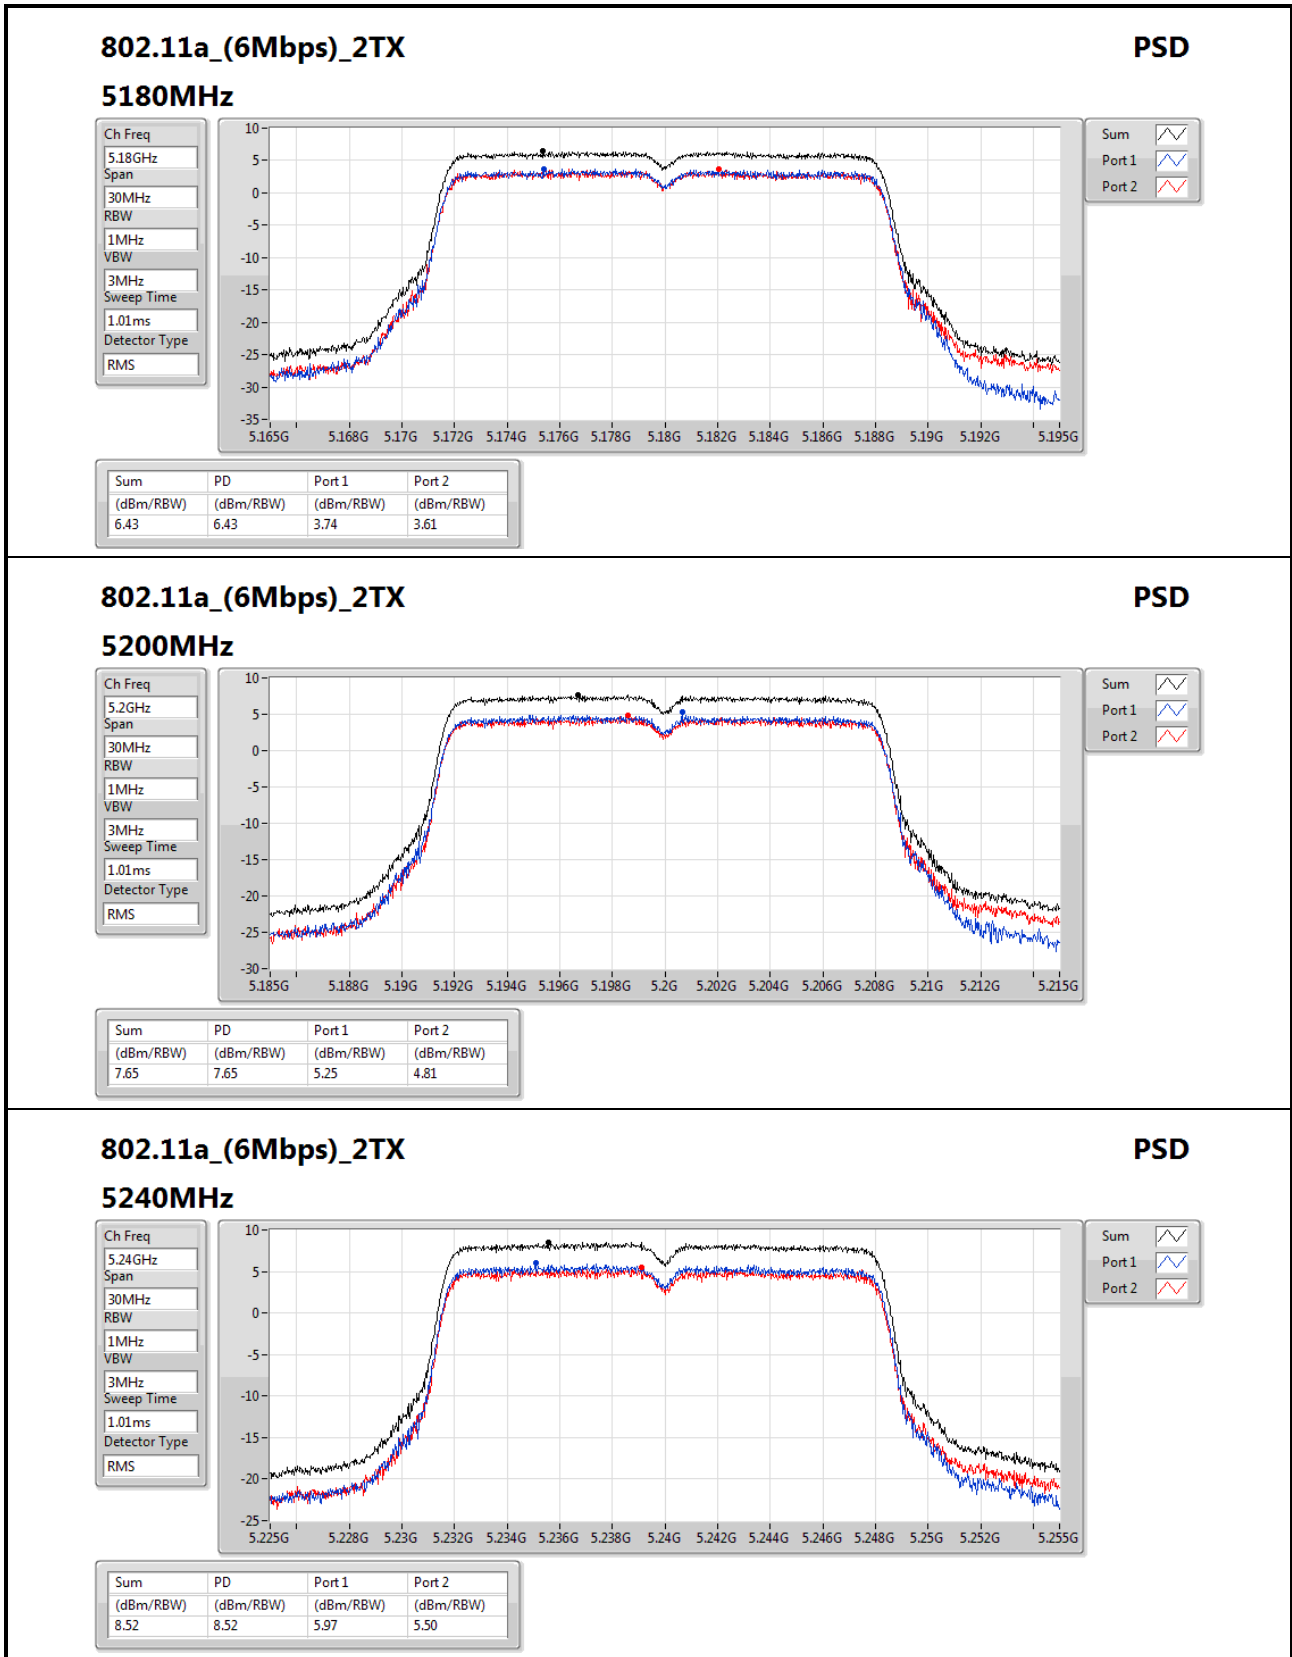 802.11a_(6Mbps)_2TX PSD
5180MHz
Ch Freq
5.18GHz
Span
30MHz
RBW
1MHz
VBW
3MHz
Sweep Time
1.01ms
Detector Type
RMS
10
5
0
-5
-10
-15
-20
-25
-30
-35
5.165G 5.168G 5.17G 5.172G 5.174G 5.176G 5.178G 5.18G 5.182G 5.184G 5.186G 5.188G 5.19G 5.192G 5.195G
Sum
Port 1
Port 2
Sum PD Port 1 Port 2
(dBm/RBW) (dBm/RBW) (dBm/RBW) (dBm/RBW)
6.43 6.43 3.74 3.61
802.11a_(6Mbps)_2TX PSD
5200MHz
Ch Freq
5.2GHz
Span
30MHz
RBW
1MHz
VBW
3MHz
Sweep Time
1.01ms
Detector Type
RMS
10
5
0
-5
-10
-15
-20
-25
-30
5.185G 5.188G 5.19G 5.192G 5.194G 5.196G 5.198G 5.2G 5.202G 5.204G 5.206G 5.208G 5.21G 5.212G 5.215G
Sum
Port 1
Port 2
Sum PD Port 1 Port 2
(dBm/RBW) (dBm/RBW) (dBm/RBW) (dBm/RBW)
7.65 7.65 5.25 4.81
802.11a_(6Mbps)_2TX PSD
5240MHz
Ch Freq
5.24GHz
Span
30MHz
RBW
1MHz
VBW
3MHz
Sweep Time
1.01ms
Detector Type
RMS
10
5
0
-5
-10
-15
-20
-25
5.225G 5.228G 5.23G 5.232G 5.234G 5.236G 5.238G 5.24G 5.242G 5.244G 5.246G 5.248G 5.25G 5.252G 5.255G
Sum
Port 1
Port 2
Sum PD Port 1 Port 2
(dBm/RBW) (dBm/RBW) (dBm/RBW) (dBm/RBW)
8.52 8.52 5.97 5.50